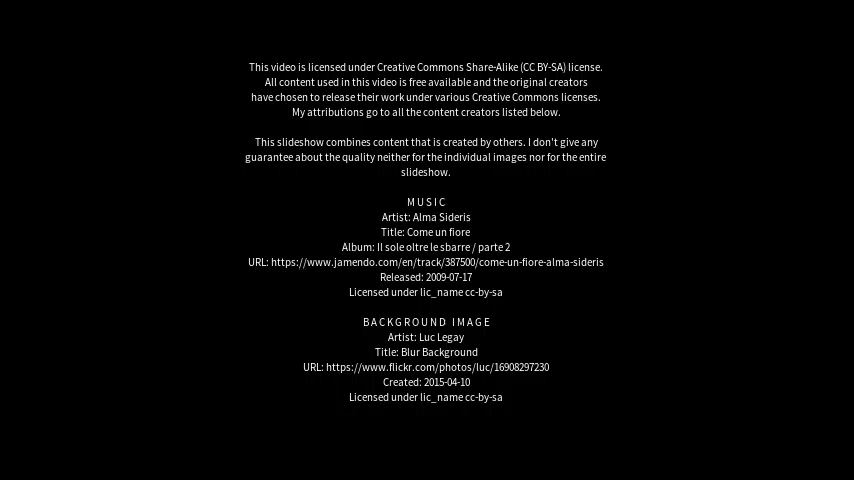 This video is licensed under Creative Commons Share-Alike (CC BY-SA) license.
All content used in this video is free available and the original creators
have chosen to release their work under various Creative Commons licenses.
My attributions go to all the content creators listed below.
This slideshow combines content that is created by others. I don't give any
guarantee about the quality neither for the individual images nor for the entire
slideshow.
MUSIC
Artist: Alma Sideris
Title: Come un fiore
Album: Il sole oltre le sbarre / parte 2
URL: https://www.jamendo.com/en/track/387500/come-un-fiore-alma-sideris
Released: 2009-07-17
Licensed under lic_name cc-by-sa
BACKGROUND IMAGE
Artist: Luc Legay
Title: Blur Background
URL: https://www.flickr.com/photos/luc/16908297230
Created: 2015-04-10
Licensed under lic_name cc-by-sa